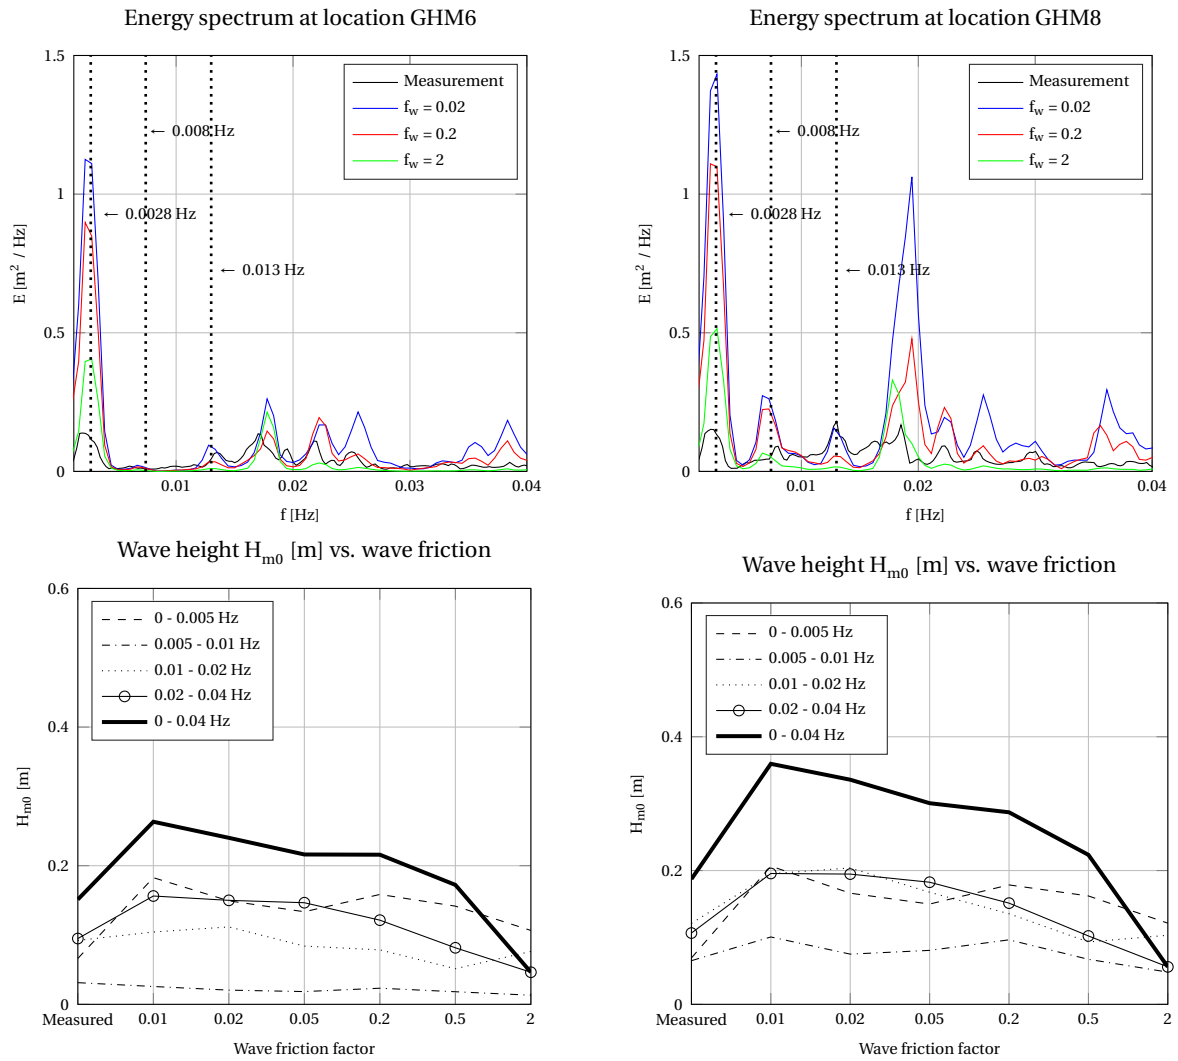 Energy spectrum at location GHM6
1.5
1
0.5
0
E [m² / Hz]
Measurement
f_w = 0.02
f_w = 0.2
f_w = 2
← 0.008 Hz
← 0.0028 Hz
← 0.013 Hz
0.01 0.02 0.03 0.04
f [Hz]
Energy spectrum at location GHM8
1.5
1
0.5
0
E [m² / Hz]
Measurement
f_w = 0.02
f_w = 0.2
f_w = 2
← 0.008 Hz
← 0.0028 Hz
← 0.013 Hz
0.01 0.02 0.03 0.04
f [Hz]
Wave height H_m0 [m] vs. wave friction
0.6
0.4
0.2
0
H_m0 [m]
0 - 0.005 Hz
0.005 - 0.01 Hz
0.01 - 0.02 Hz
0.02 - 0.04 Hz
0 - 0.04 Hz
Measured 0.01 0.02 0.05 0.2 0.5 2
Wave friction factor
Wave height H_m0 [m] vs. wave friction
0.6
0.4
0.2
0
H_m0 [m]
0 - 0.005 Hz
0.005 - 0.01 Hz
0.01 - 0.02 Hz
0.02 - 0.04 Hz
0 - 0.04 Hz
Measured 0.01 0.02 0.05 0.2 0.5 2
Wave friction factor